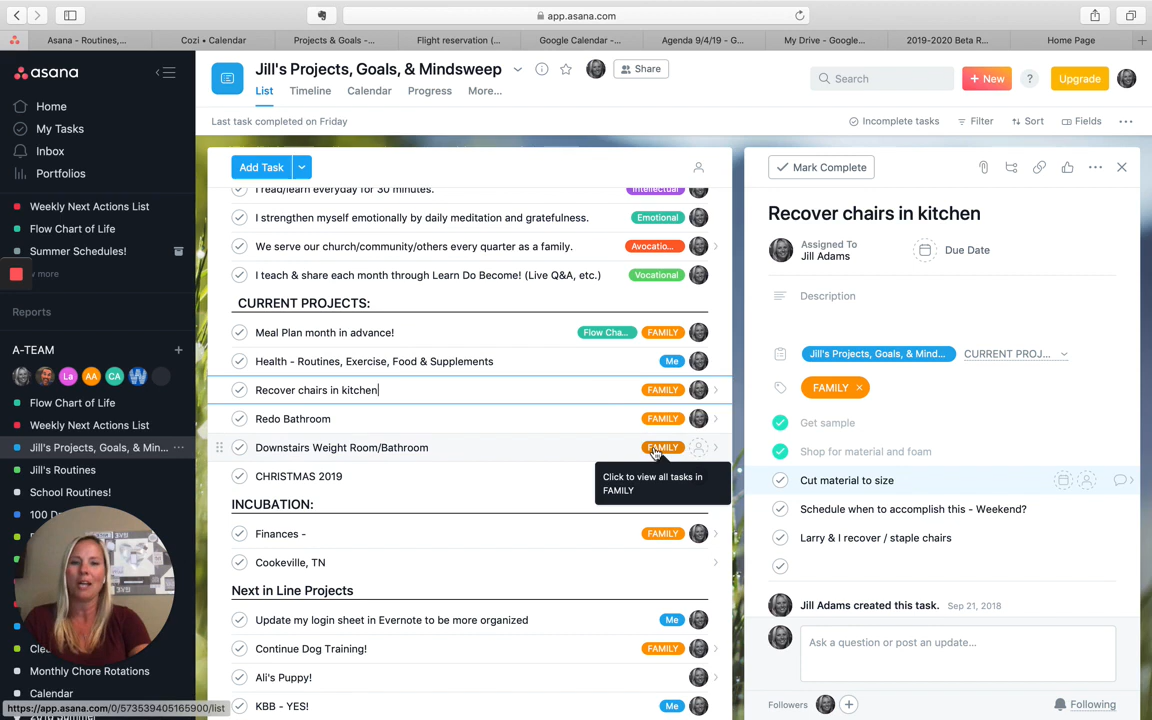 app.asana.com
Asana - Routines,...
Cozi • Calendar
Projects & Goals -...
Flight reservation (...
Google Calendar -...
Agenda 9/4/19 - G...
My Drive - Google...
2019-2020 Beta R...
Home Page
asana
Home
My Tasks
Inbox
Portfolios
Weekly Next Actions List
Flow Chart of Life
Summer Schedules!
more
Reports
A-TEAM
La
AA
CA
Flow Chart of Life
Weekly Next Actions List
Jill's Projects, Goals, & Min...
Jill's Routines
School Routines!
100
Monthly Chore Rotations
Calendar
https://app.asana.com/0/573539405165900/list
Jill's Projects, Goals, & Mindsweep
Share
List Timeline Calendar Progress More...
Search
New
?
Upgrade
Last task completed on Friday
Incomplete tasks Filter Sort Fields
Add Task
I read/learn everyday for 30 minutes. Intellectual
I strengthen myself emotionally by daily meditation and gratefulness. Emotional
We serve our church/community/others every quarter as a family. Avocatio...
I teach & share each month through Learn Do Become! (Live Q&A, etc.) Vocational
CURRENT PROJECTS:
Meal Plan month in advance! Flow Cha... FAMILY
Health - Routines, Exercise, Food & Supplements Me
Recover chairs in kitchen FAMILY
Redo Bathroom FAMILY
Downstairs Weight Room/Bathroom FAMILY
Click to view all tasks in
FAMILY
CHRISTMAS 2019
INCUBATION:
Finances - FAMILY
Cookeville, TN
Next in Line Projects
Update my login sheet in Evernote to be more organized Me
Continue Dog Training! FAMILY
Ali's Puppy!
KBB - YES! Me
Mark Complete
Recover chairs in kitchen
Assigned To
Jill Adams
Due Date
Description
Jill's Projects, Goals, & Mind... CURRENT PROJ...
FAMILY ×
Get sample
Shop for material and foam
Cut material to size
Schedule when to accomplish this - Weekend?
Larry & I recover / staple chairs
Jill Adams created this task. Sep 21, 2018
Ask a question or post an update...
Followers
Following